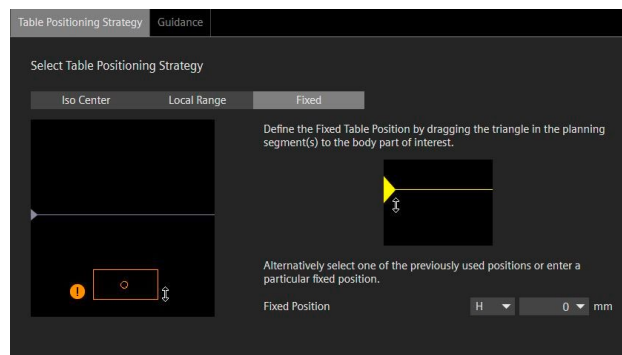 Table Positioning Strategy Guidance
Select Table Positioning Strategy
Iso Center Local Range Fixed
Define the Fixed Table Position by dragging the triangle in the planning
segment(s) to the body part of interest.
!
Alternatively select one of the previously used positions or enter a
particular fixed position.
Fixed Position H 0 mm